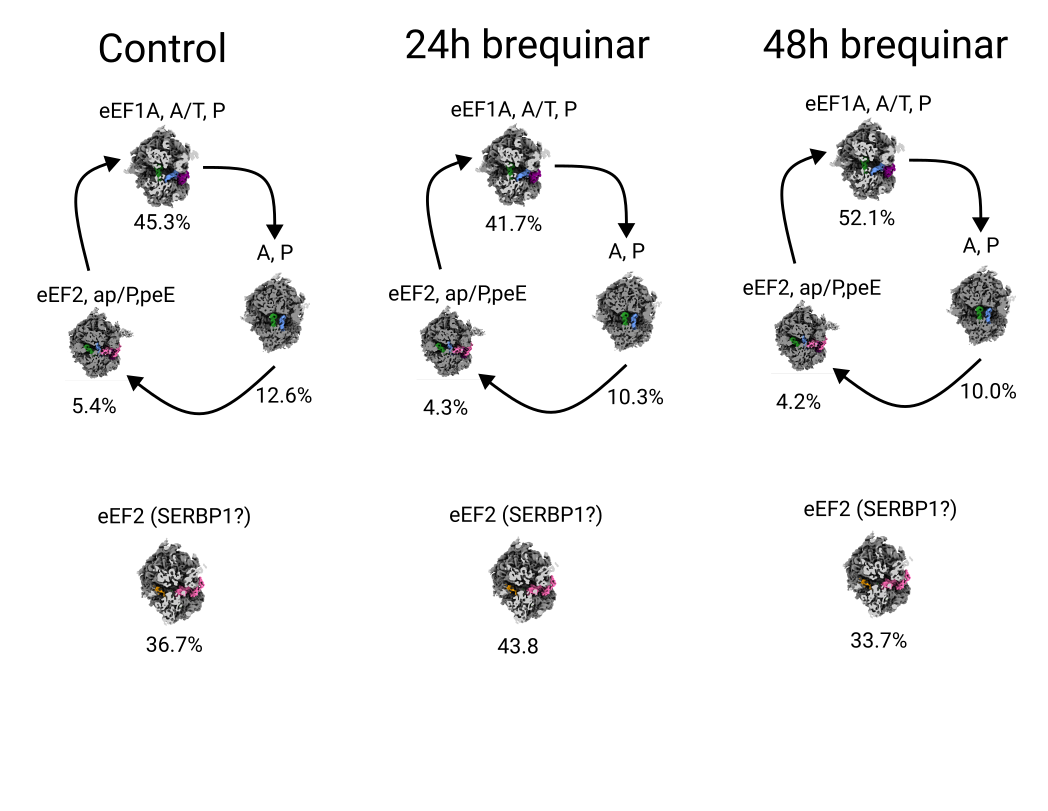 Control
eEF1A, A/T, P
45.3%
A, P
eEF2, ap/P,peE
12.6%
5.4%
eEF2 (SERBP1?)
36.7%
24h brequinar
eEF1A, A/T, P
41.7%
A, P
eEF2, ap/P,peE
10.3%
4.3%
eEF2 (SERBP1?)
43.8
48h brequinar
eEF1A, A/T, P
52.1%
A, P
eEF2, ap/P,peE
10.0%
4.2%
eEF2 (SERBP1?)
33.7%